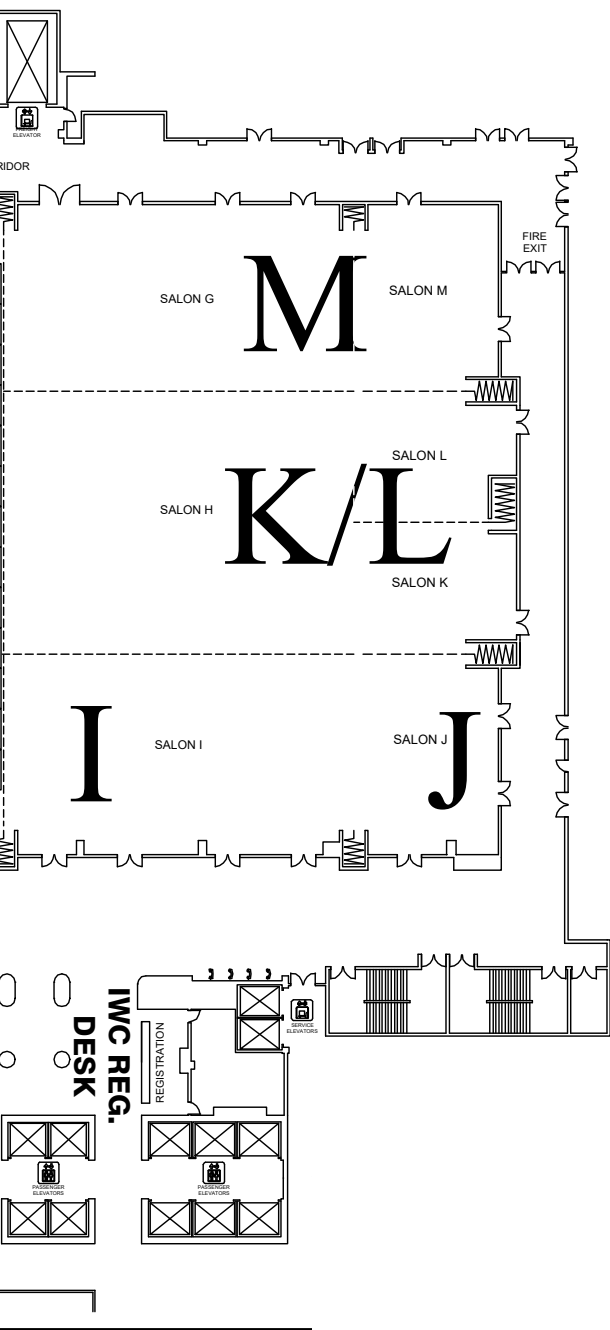 FREIGHT
ELEVATOR
RIDOR
FIRE
EXIT
SALON G
M
SALON M
SALON L
SALON H
K/L
SALON K
I
SALON I
SALON J
J
IWC REG.
DESK
REGISTRATION
SERVICE
ELEVATORS
PASSENGER
ELEVATORS
PASSENGER
ELEVATORS